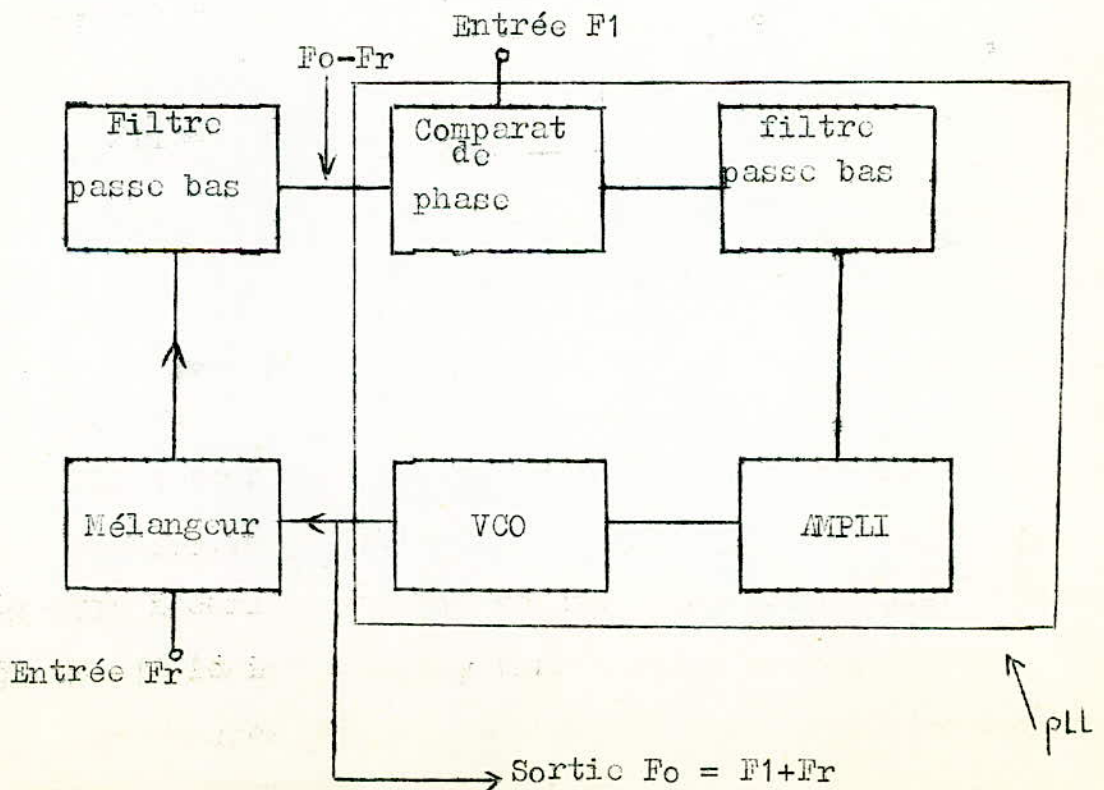 Entrée F1
Fo-Fr
Filtre
passe bas
Comparat
de
phase
filtre
passe bas
Mélangeur
VCO
AMPLI
Entrée Fr
pLL
Sortie Fo = F1+Fr